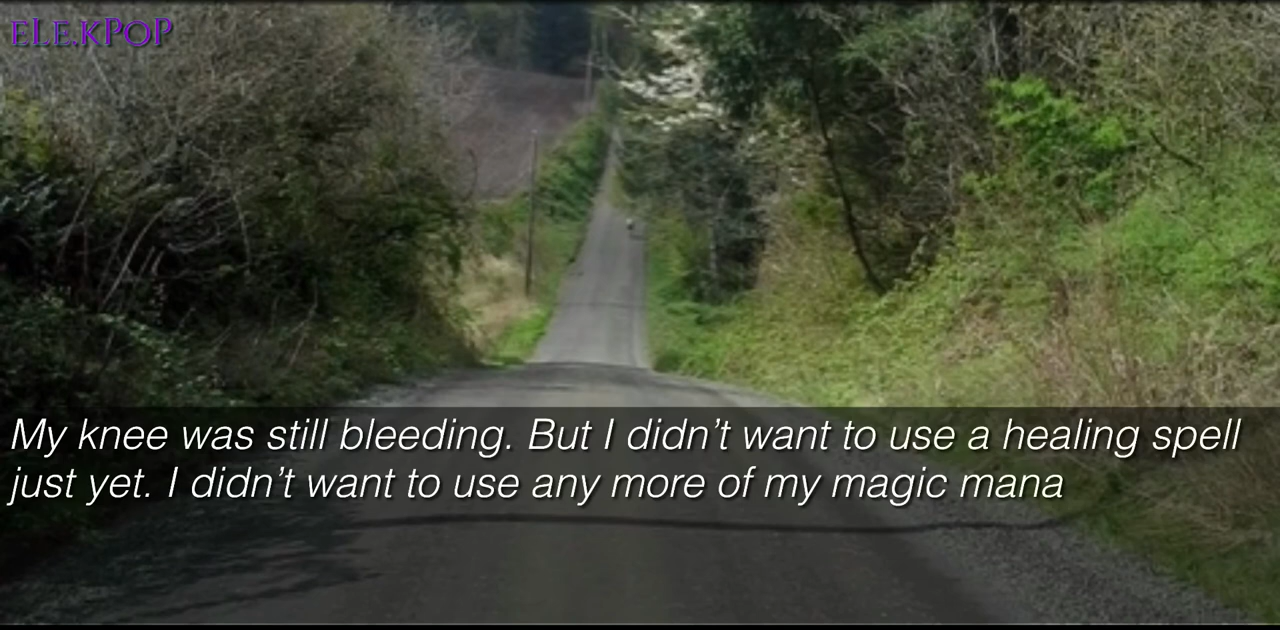 ELE.KPOP
My knee was still bleeding. But I didn’t want to use a healing spell
just yet. I didn’t want to use any more of my magic mana